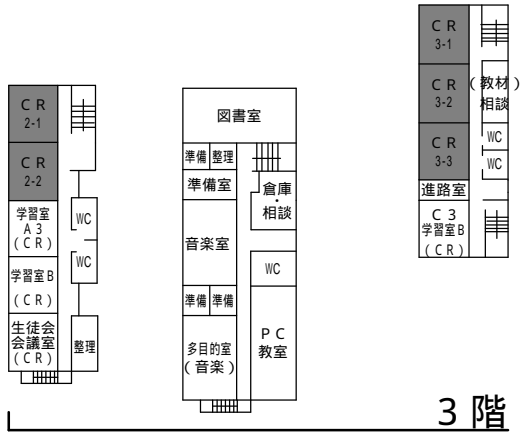 CR
2-1
CR
2-2
学習室
A3
(CR)
学習室B
(CR)
生徒会
会議室
(CR)
WC
WC
整理
図書室
準備
整理
準備室
倉庫
・
相談
音楽室
WC
準備
準備
多目的室
(音楽)
PC
教室
CR
3-1
CR
3-2
CR
3-3
(教材)
相談
WC
WC
進路室
C3
学習室B
(CR)
3階